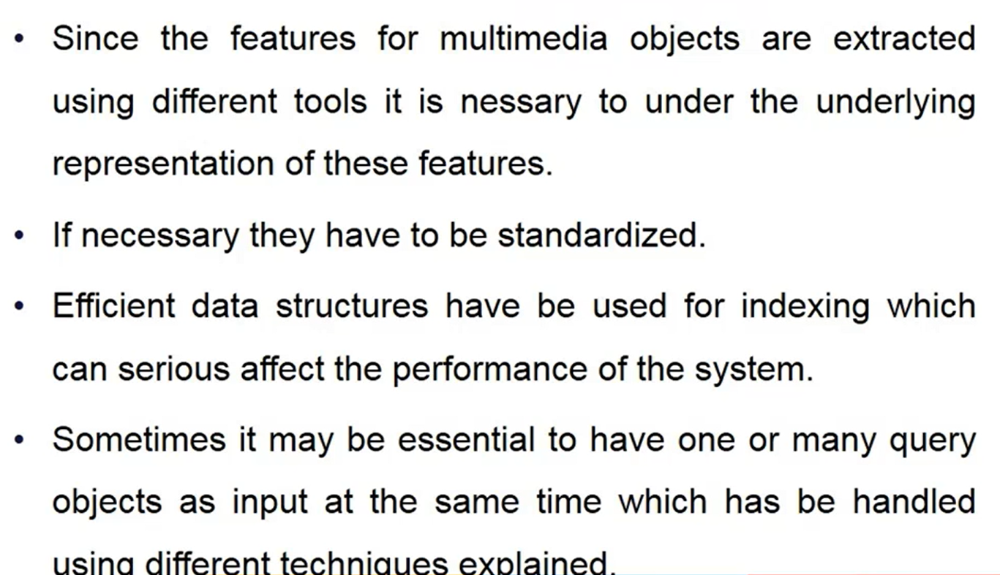 • Since the features for multimedia objects are extracted
using different tools it is nessary to under the underlying
representation of these features.
• If necessary they have to be standardized.
• Efficient data structures have be used for indexing which
can serious affect the performance of the system.
• Sometimes it may be essential to have one or many query
objects as input at the same time which has be handled
using different techniques explained.